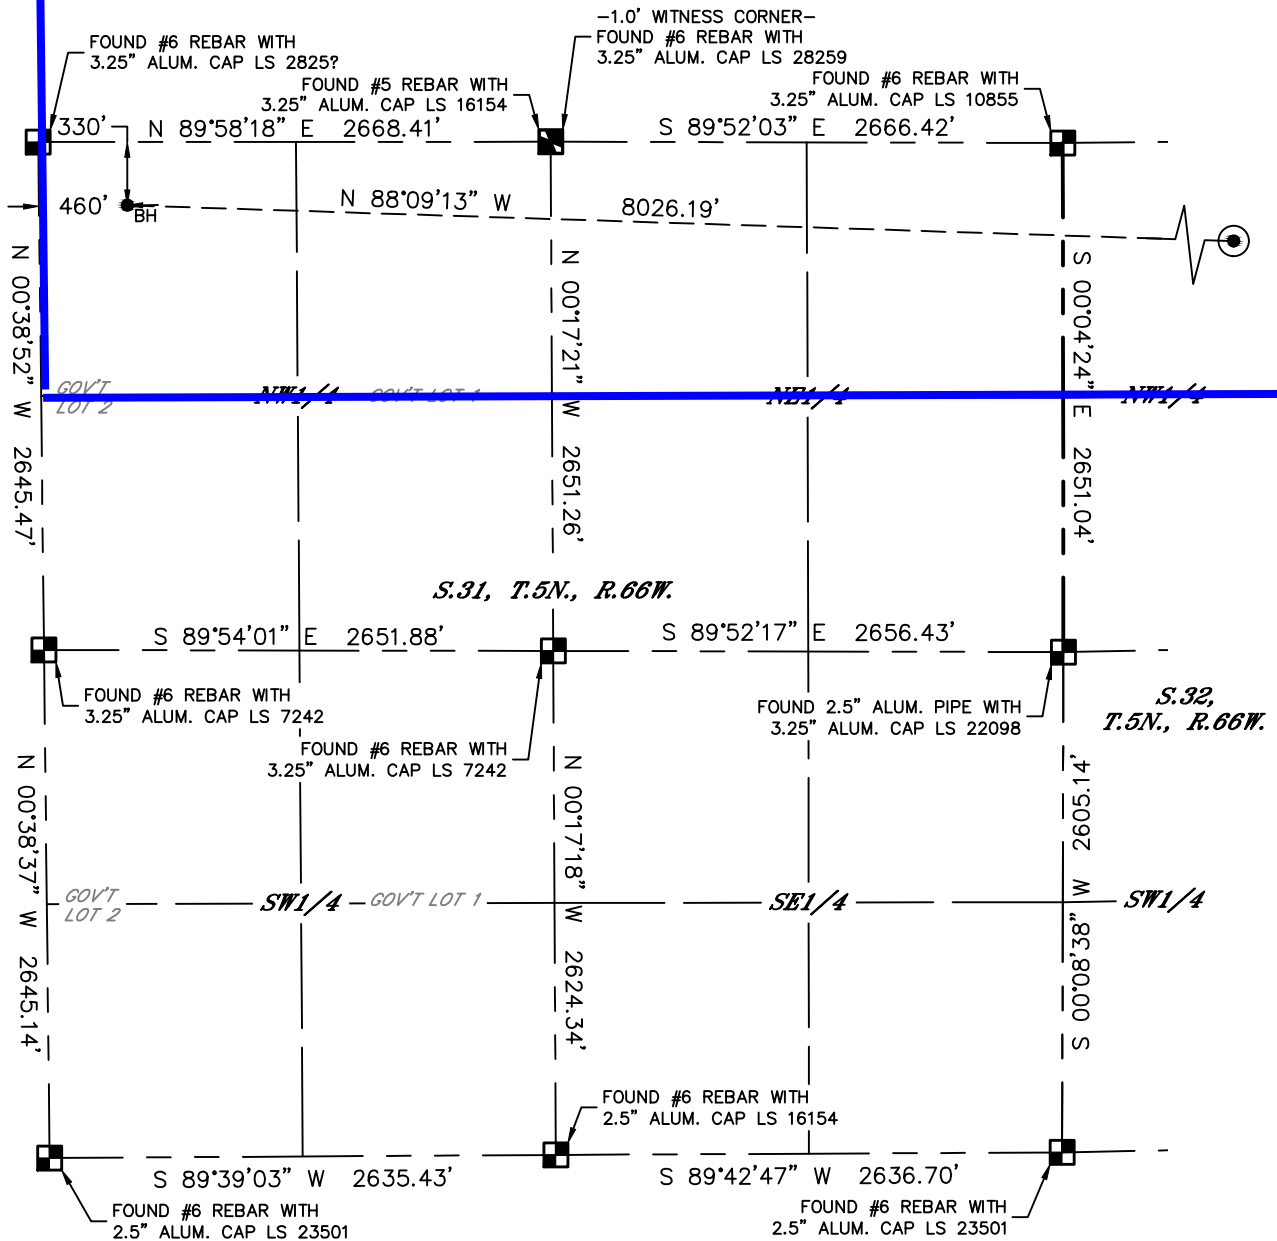 -1.0' WITNESS CORNER-
FOUND #6 REBAR WITH
3.25" ALUM. CAP LS 28259
FOUND #6 REBAR WITH
3.25" ALUM. CAP LS 2825?
FOUND #5 REBAR WITH
3.25" ALUM. CAP LS 16154
FOUND #6 REBAR WITH
3.25" ALUM. CAP LS 10855
330'
N 89°58'18" E 2668.41'
S 89°52'03" E 2666.42'
460'
BH
N 88°09'13" W 8026.19'
N 00°38'52" W 2645.47'
N 00°17'21" W 2651.26'
S 00°04'24" E 2651.04'
GOV'T
LOT 2
NW1/4
GOV'T LOT 1
NE1/4
NW1/4
S.31, T.5N., R.66W.
S 89°54'01" E 2651.88'
S 89°52'17" E 2656.43'
FOUND #6 REBAR WITH
3.25" ALUM. CAP LS 7242
FOUND #6 REBAR WITH
3.25" ALUM. CAP LS 7242
FOUND 2.5" ALUM. PIPE WITH
3.25" ALUM. CAP LS 22098
S.32,
T.5N., R.66W.
N 00°38'37" W 2645.14'
N 00°17'18" W 2624.34'
S 00°08'38" W 2605.14'
GOV'T
LOT 2
SW1/4
GOV'T LOT 1
SE1/4
SW1/4
FOUND #6 REBAR WITH
2.5" ALUM. CAP LS 16154
S 89°39'03" W 2635.43'
S 89°42'47" W 2636.70'
FOUND #6 REBAR WITH
2.5" ALUM. CAP LS 23501
FOUND #6 REBAR WITH
2.5" ALUM. CAP LS 23501